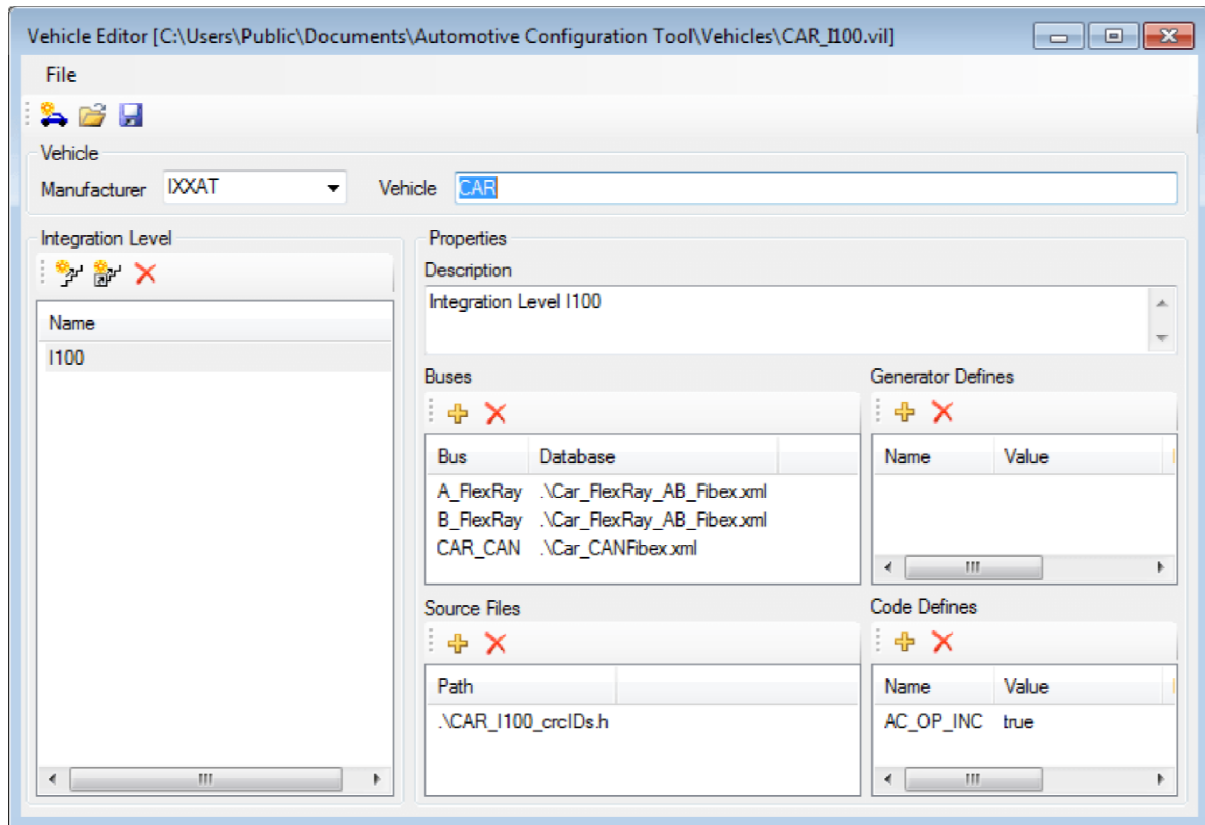 Vehicle Editor [C:\Users\Public\Documents\Automotive Configuration Tool\Vehicles\CAR_I100.vil]
File
Vehicle
Manufacturer IXXAT Vehicle CAR
Integration Level
Name
I100
Properties
Description
Integration Level I100
Buses
Bus Database
A_FlexRay .\Car_FlexRay_AB_Fibex.xml
B_FlexRay .\Car_FlexRay_AB_Fibex.xml
CAR_CAN .\Car_CANFibex.xml
Generator Defines
Name Value
Source Files
Path
.\CAR_I100_crcIDs.h
Code Defines
Name Value
AC_OP_INC true